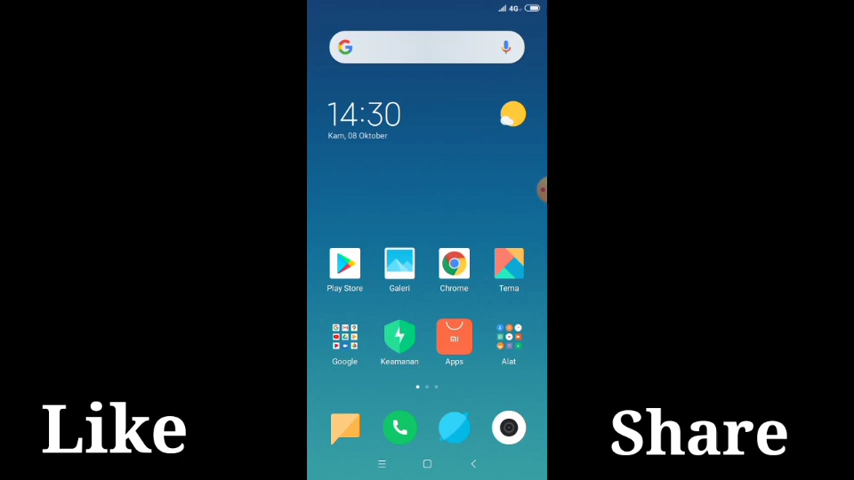 4G
14:30
Kam, 08 Oktober
Play Store
Galeri
Chrome
Tema
Google
Keamanan
Apps
Alat
Like
Share